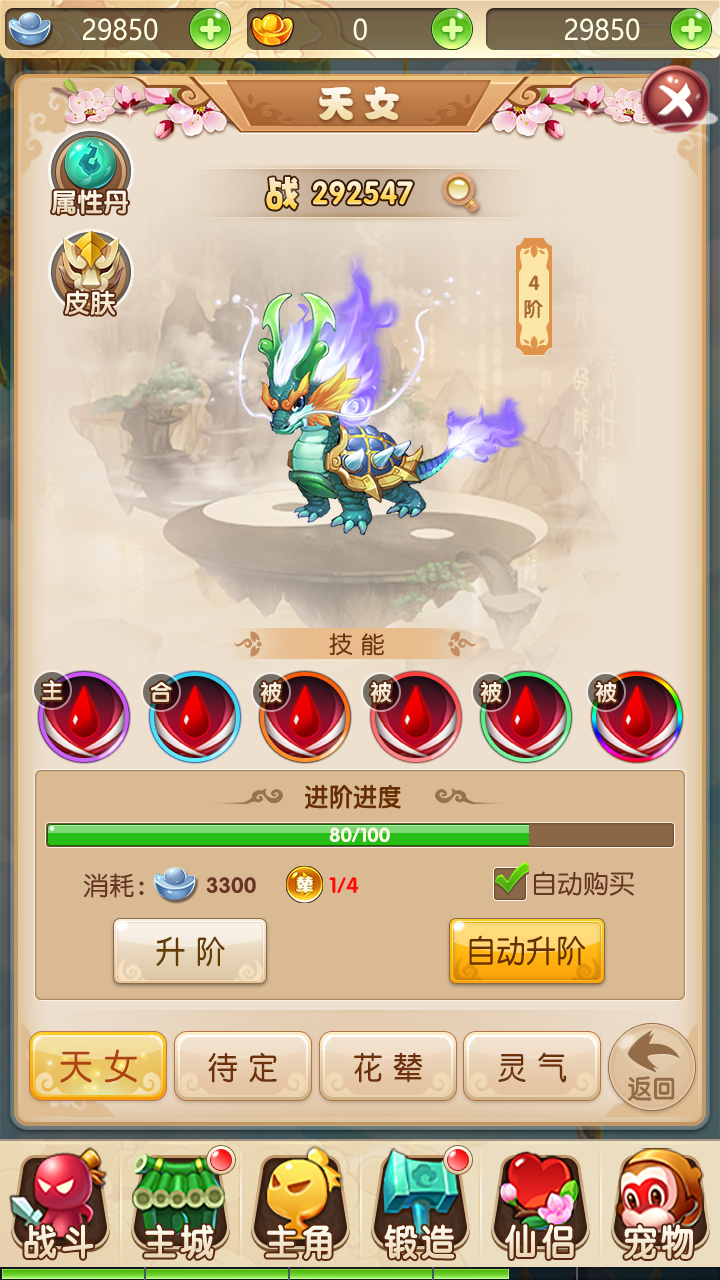 29850
0
29850
天女
属性丹
战 292547
皮肤
4
阶
技能
主
合
被
被
被
被
进阶进度
80/100
消耗: 3300
辇 1/4
自动购买
升阶
自动升阶
天女
待定
花辇
灵气
返回
战斗
主城
主角
锻造
仙侣
宠物